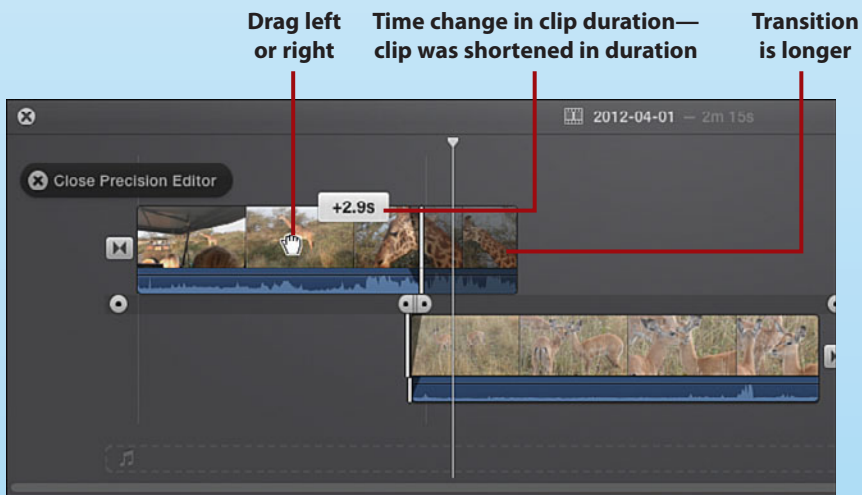 Drag left
or right
Time change in clip duration—
clip was shortened in duration
Transition
is longer
2012-04-01 – 2m 15s
Close Precision Editor
+2.9s